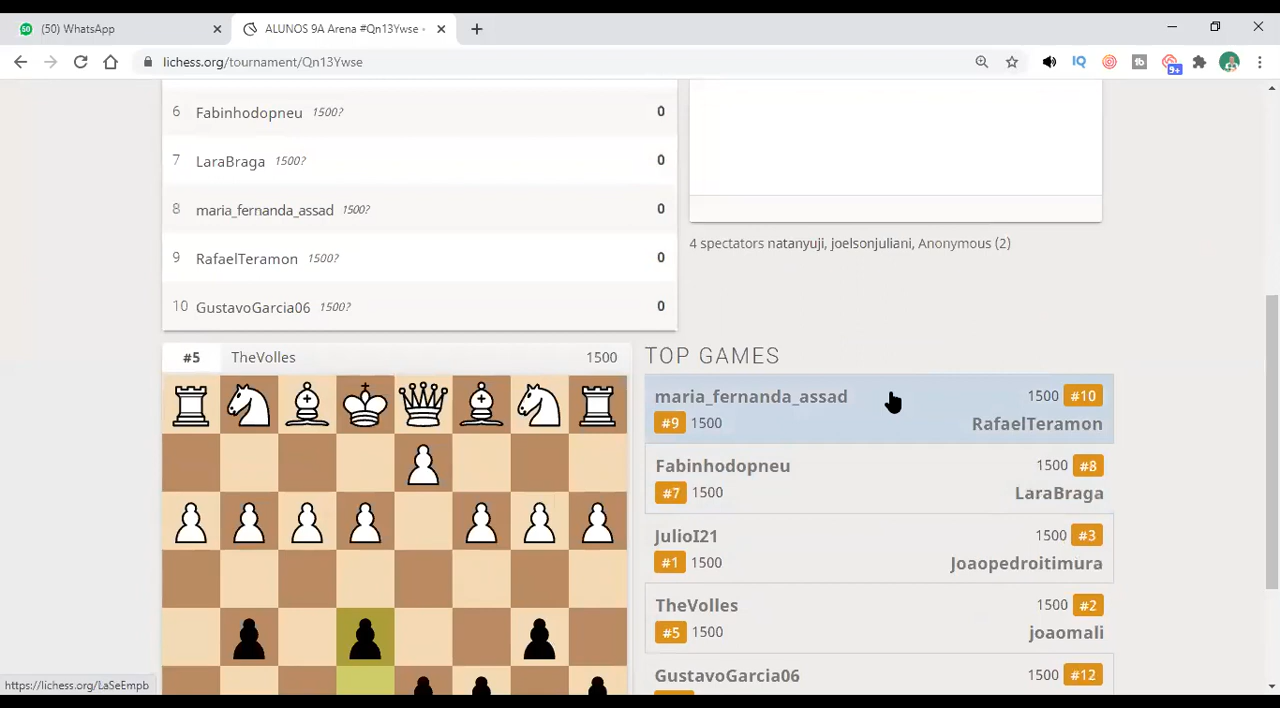 (50) WhatsApp
ALUNOS 9A Arena #Qn13Ywse •
lichess.org/tournament/Qn13Ywse
IQ
tb
9+
6 Fabinhodopneu 1500? 0
7 LaraBraga 1500? 0
8 maria_fernanda_assad 1500? 0
9 RafaelTeramon 1500? 0
10 GustavoGarcia06 1500? 0
4 spectators natanyuji, joelsonjuliani, Anonymous (2)
#5 TheVolles 1500
TOP GAMES
maria_fernanda_assad 1500 #10
#9 1500 RafaelTeramon
Fabinhodopneu 1500 #8
#7 1500 LaraBraga
JulioI21 1500 #3
#1 1500 Joaopedroitimura
TheVolles 1500 #2
#5 1500 joaomali
GustavoGarcia06 1500 #12
https://lichess.org/LaSeEmpb